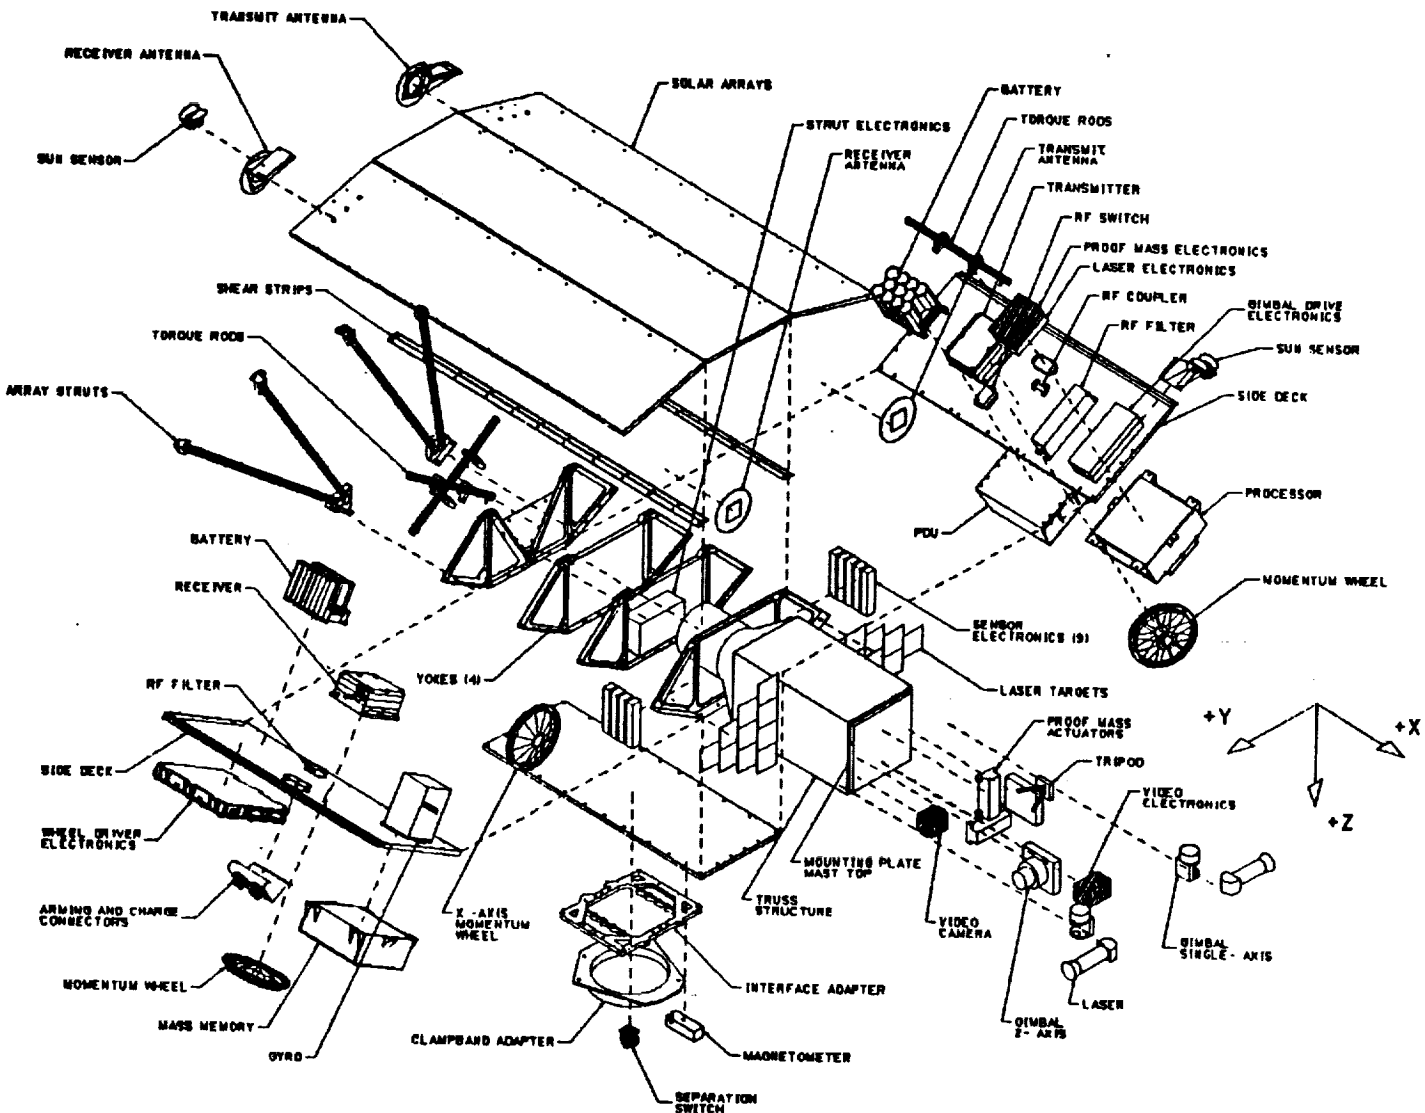 TRANSMIT ANTENNA
RECEIVER ANTENNA
SOLAR ARRAYS
BATTERY
STRUT ELECTRONICS
TORQUE RODS
SUN SENSOR
RECEIVER
ANTENNA
TRANSMIT
ANTENNA
TRANSMITTER
RF SWITCH
PROOF MASS ELECTRONICS
LASER ELECTRONICS
RF COUPLER
GIMBAL DRIVE
ELECTRONICS
RF FILTER
SUN SENSOR
SHEAR STRIPS
TORQUE RODS
ARRAY STRUTS
SIDE DECK
PROCESSOR
PDU
BATTERY
RECEIVER
MOMENTUM WHEEL
SENSOR
ELECTRONICS (9)
YOKES (4)
RF FILTER
LASER TARGETS
PROOF MASS
ACTUATORS
+Y
+X
+Z
SIDE DECK
TRIPOD
VIDEO
ELECTRONICS
WHEEL DRIVER
ELECTRONICS
MOUNTING PLATE
MAST TOP
TRUSS
STRUCTURE
X -AXIS
MOMENTUM
WHEEL
VIDEO
CAMERA
ARMING AND CHARGE
CONNECTORS
GIMBAL
SINGLE- AXIS
MOMENTUM WHEEL
INTERFACE ADAPTER
LASER
MASS MEMORY
GIMBAL
2- AXIS
CLAMPBAND ADAPTER
GYRO
MAGNETOMETER
SEPARATION
SWITCH